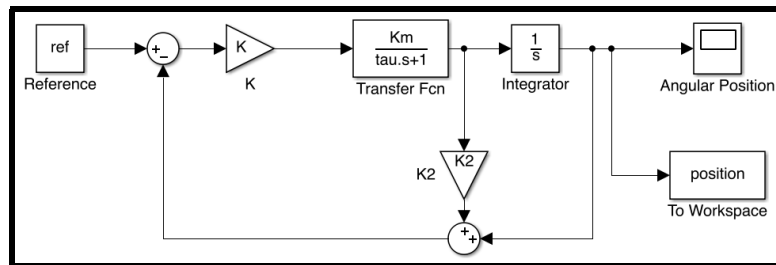 ref
Reference
+
−
K
K
Km
tau.s+1
Transfer Fcn
1
s
Integrator
Angular Position
K2
K2
position
To Workspace
+
+